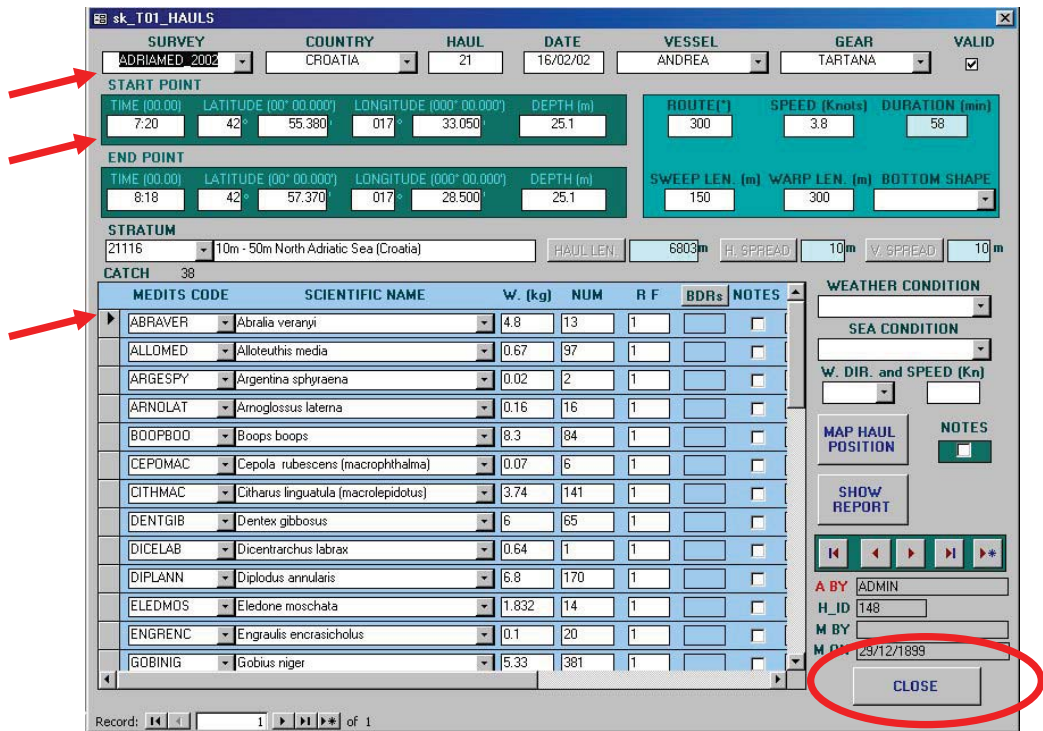 sk_T01_HAULS
SURVEY COUNTRY HAUL DATE VESSEL GEAR VALID
ADRIAMED_2002 CROATIA 21 16/02/02 ANDREA TARTANA
START POINT
TIME (00.00) LATITUDE (00° 00.000') LONGITUDE (000° 00.000') DEPTH (m) ROUTE(°) SPEED (Knots) DURATION (min)
7:20 42 ° 55.380 ' 017 ° 33.050 ' 25.1 300 3.8 58
END POINT
TIME (00.00) LATITUDE (00° 00.000') LONGITUDE (000° 00.000') DEPTH (m) SWEEP LEN. (m) WARP LEN. (m) BOTTOM SHAPE
8:18 42 ° 57.370 ' 017 ° 28.500 ' 25.1 150 300
STRATUM
21116 10m - 50m North Adriatic Sea (Croatia) HAUL LEN. 6803 m H. SPREAD 10 m V. SPREAD 10 m
CATCH 38
MEDITS CODE SCIENTIFIC NAME W. (kg) NUM R F BDRs NOTES
ABRAVER Abralia veranyi 4.8 13 1
ALLOMED Alloteuthis media 0.67 97 1
ARGESPY Argentina sphyraena 0.02 2 1
ARNOLAT Arnoglossus laterna 0.16 16 1
BOOPBOO Boops boops 8.3 84 1
CEPOMAC Cepola rubescens (macrophthalma) 0.07 6 1
CITHMAC Citharus linguatula (macrolepidotus) 3.74 141 1
DENTGIB Dentex gibbosus 6 65 1
DICELAB Dicentrarchus labrax 0.64 1 1
DIPLANN Diplodus annularis 6.8 170 1
ELEDMOS Eledone moschata 1.832 14 1
ENGRENC Engraulis encrasicholus 0.1 20 1
GOBINIG Gobius niger 5.33 381 1
WEATHER CONDITION
SEA CONDITION
W. DIR. and SPEED (Kn)
MAP HAUL
POSITION
NOTES
SHOW
REPORT
A BY ADMIN
H_ID 148
M BY
M ON 29/12/1899
CLOSE
Record: 1 of 1